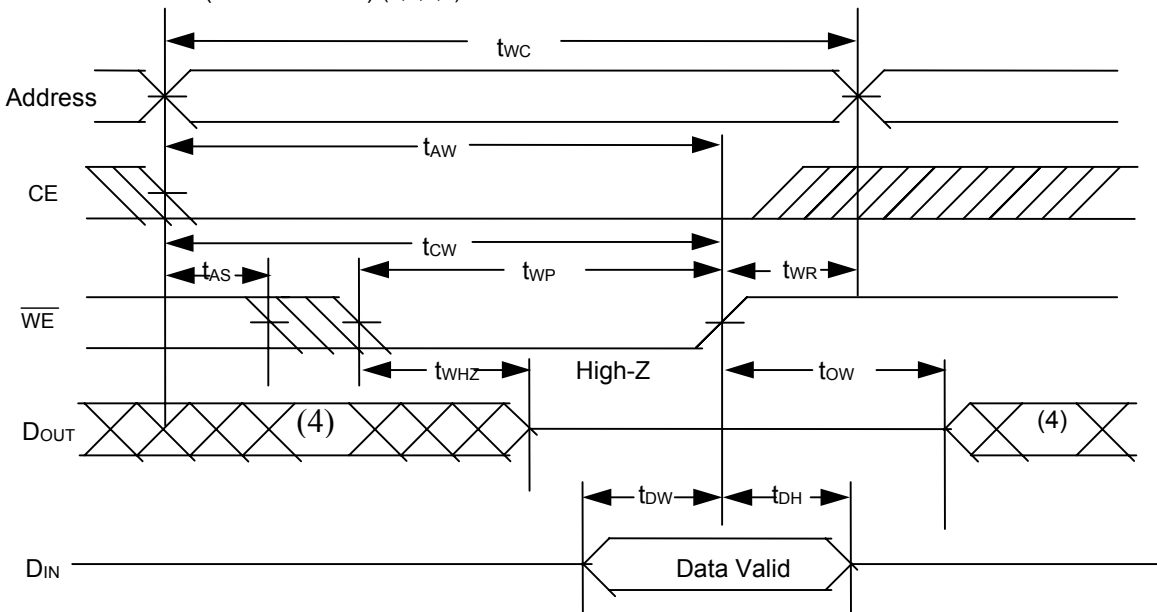 tWC
Address
tAW
CE
tCW
tAS
tWP
tWR
WE
tWHZ
High-Z
tOW
DOUT
(4)
(4)
tDW
tDH
DIN
Data Valid